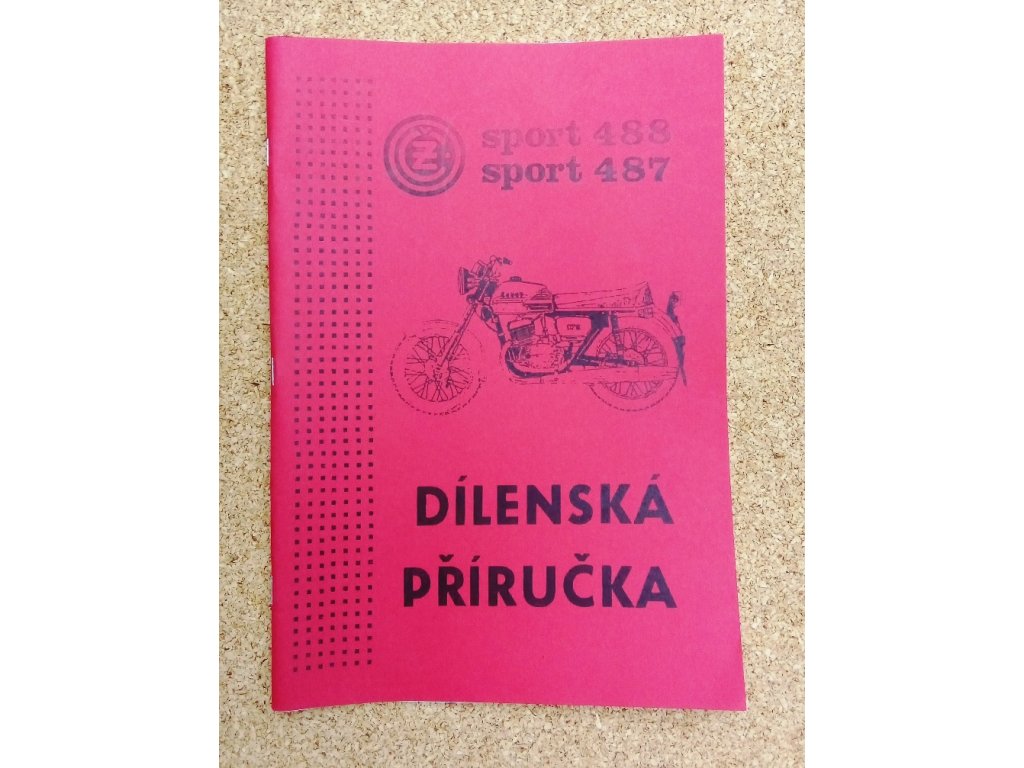 ČZ
sport 488
sport 487
DÍLENSKÁ
PŘÍRUČKA